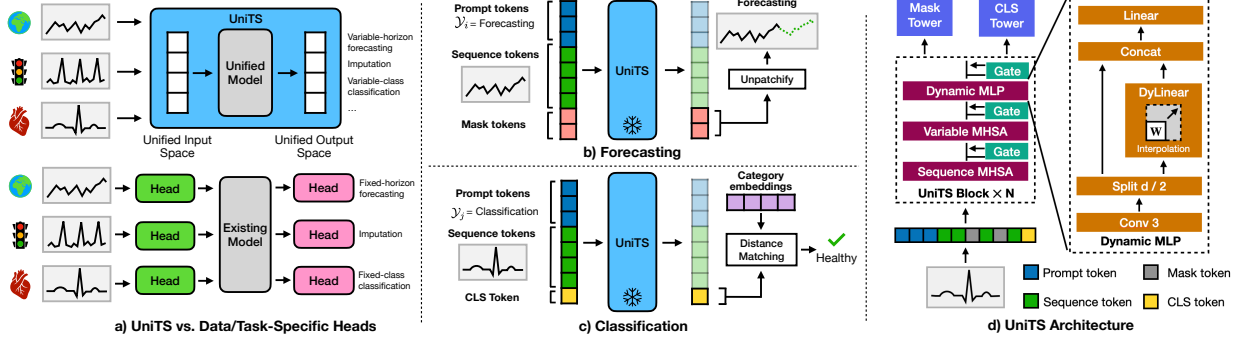 UniTS
Unified
Model
Variable-horizon
forecasting
Imputation
Variable-class
classification
...
Unified Input
Space
Unified Output
Space
Head
Head
Head
Existing
Model
Head
Head
Head
Fixed-horizon
forecasting
Imputation
Fixed-class
classification
a) UniTS vs. Data/Task-Specific Heads
Prompt tokens
𝒴ᵢ = Forecasting
Sequence tokens
Mask tokens
UniTS
Forecasting
Unpatchify
b) Forecasting
Prompt tokens
𝒴ⱼ = Classification
Sequence tokens
CLS Token
UniTS
Category
embeddings
Distance
Matching
Healthy
c) Classification
Mask
Tower
CLS
Tower
Gate
Dynamic MLP
Gate
Variable MHSA
Gate
Sequence MHSA
UniTS Block × N
Linear
Concat
DyLinear
W
Interpolation
Split d / 2
Conv 3
Dynamic MLP
Prompt token
Mask token
Sequence token
CLS token
d) UniTS Architecture